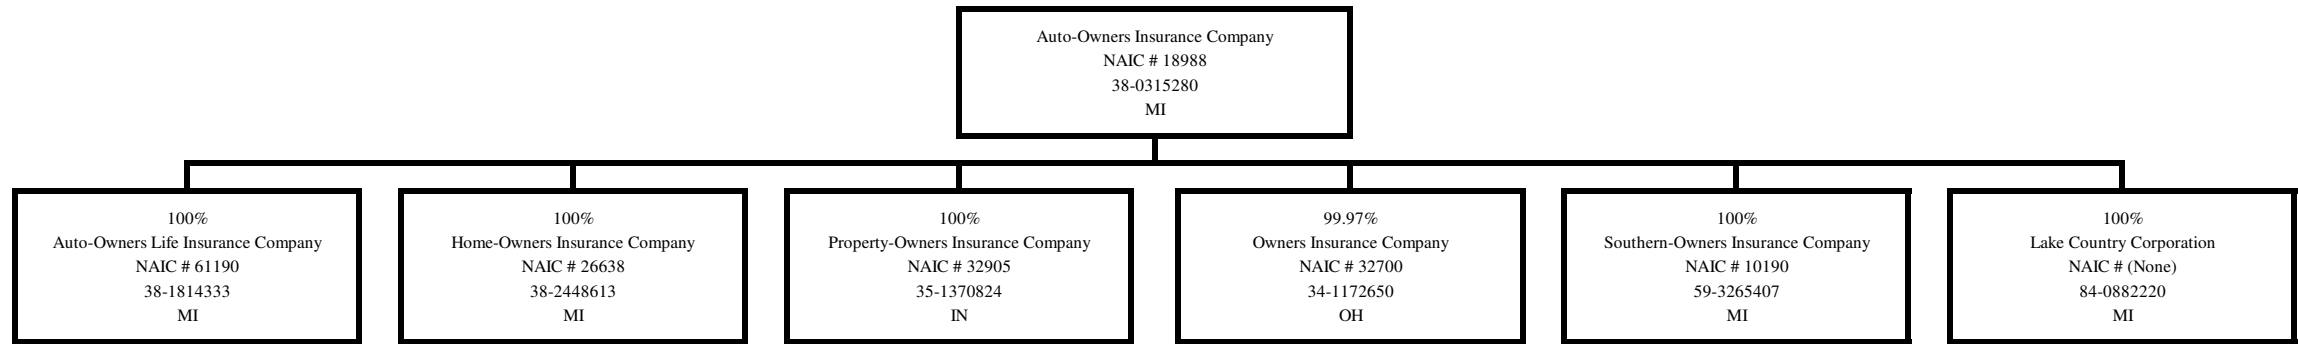 Auto-Owners Insurance Company
NAIC # 18988
38-0315280
MI
100%
Auto-Owners Life Insurance Company
NAIC # 61190
38-1814333
MI
100%
Home-Owners Insurance Company
NAIC # 26638
38-2448613
MI
100%
Property-Owners Insurance Company
NAIC # 32905
35-1370824
IN
99.97%
Owners Insurance Company
NAIC # 32700
34-1172650
OH
100%
Southern-Owners Insurance Company
NAIC # 10190
59-3265407
MI
100%
Lake Country Corporation
NAIC # (None)
84-0882220
MI